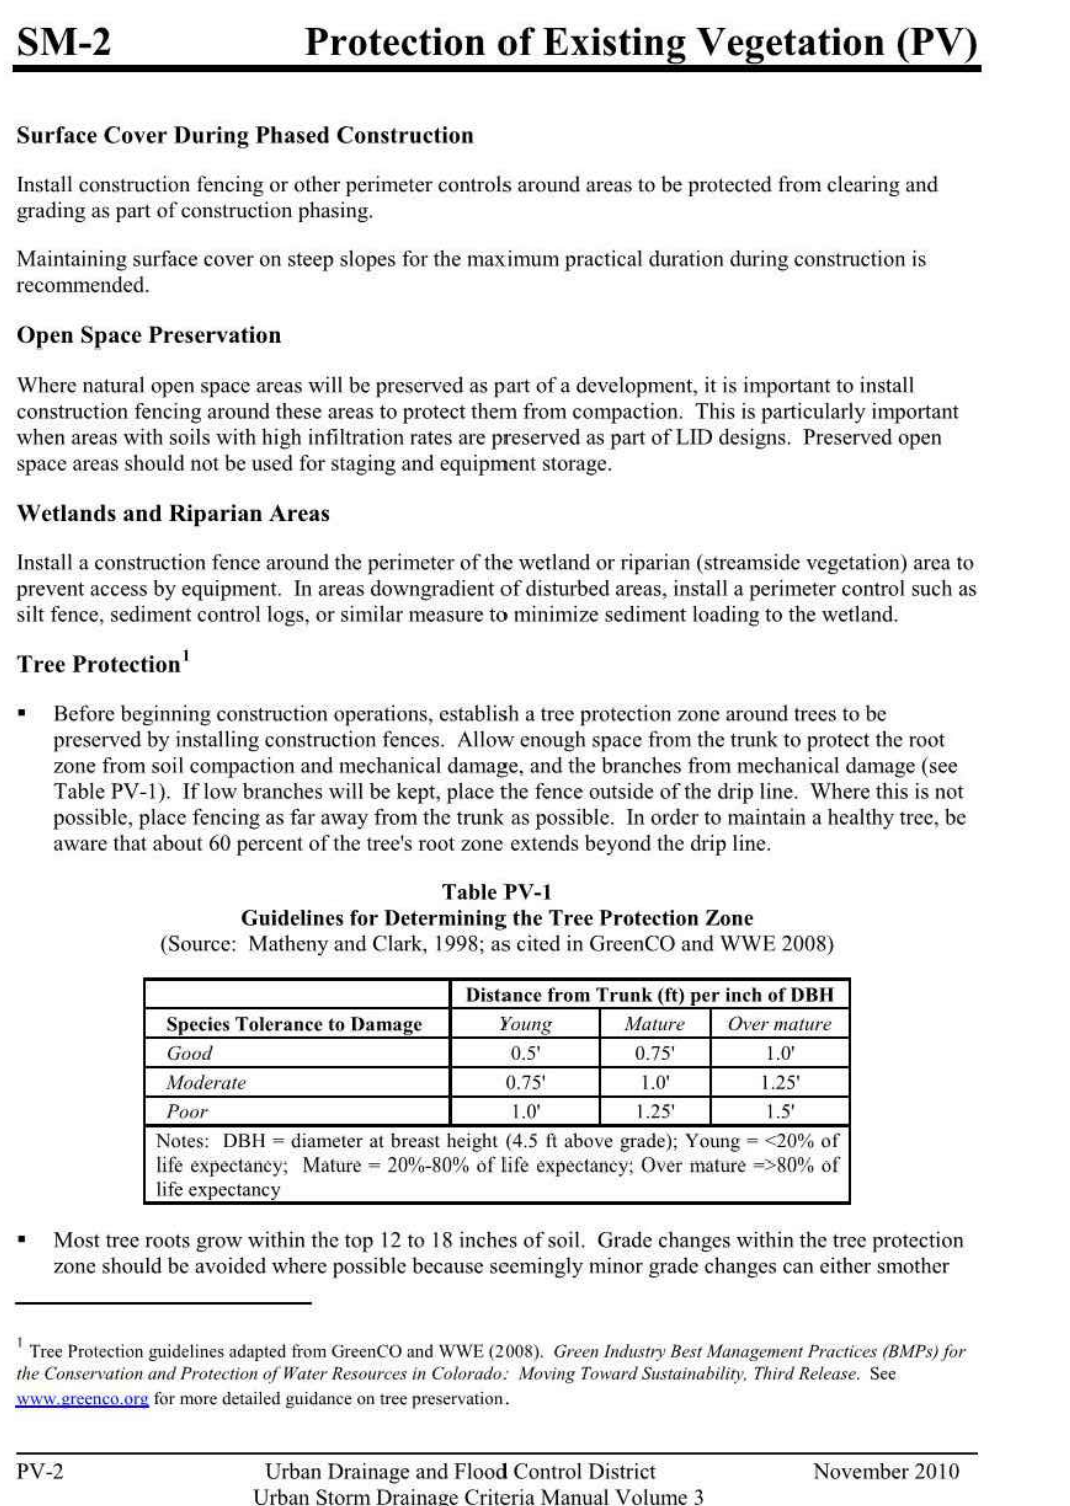 SM-2 Protection of Existing Vegetation (PV)
Surface Cover During Phased Construction
Install construction fencing or other perimeter controls around areas to be protected from clearing and
grading as part of construction phasing.
Maintaining surface cover on steep slopes for the maximum practical duration during construction is
recommended.
Open Space Preservation
Where natural open space areas will be preserved as part of a development, it is important to install
construction fencing around these areas to protect them from compaction. This is particularly important
when areas with soils with high infiltration rates are preserved as part of LID designs. Preserved open
space areas should not be used for staging and equipment storage.
Wetlands and Riparian Areas
Install a construction fence around the perimeter of the wetland or riparian (streamside vegetation) area to
prevent access by equipment. In areas downgradient of disturbed areas, install a perimeter control such as
silt fence, sediment control logs, or similar measure to minimize sediment loading to the wetland.
Tree Protection¹
▪ Before beginning construction operations, establish a tree protection zone around trees to be
preserved by installing construction fences. Allow enough space from the trunk to protect the root
zone from soil compaction and mechanical damage, and the branches from mechanical damage (see
Table PV-1). If low branches will be kept, place the fence outside of the drip line. Where this is not
possible, place fencing as far away from the trunk as possible. In order to maintain a healthy tree, be
aware that about 60 percent of the tree's root zone extends beyond the drip line.
Table PV-1
Guidelines for Determining the Tree Protection Zone
(Source: Matheny and Clark, 1998; as cited in GreenCO and WWE 2008)
Distance from Trunk (ft) per inch of DBH
Species Tolerance to Damage Young Mature Over mature
Good 0.5' 0.75' 1.0'
Moderate 0.75' 1.0' 1.25'
Poor 1.0' 1.25' 1.5'
Notes: DBH = diameter at breast height (4.5 ft above grade); Young = <20% of
life expectancy; Mature = 20%-80% of life expectancy; Over mature =>80% of
life expectancy
▪ Most tree roots grow within the top 12 to 18 inches of soil. Grade changes within the tree protection
zone should be avoided where possible because seemingly minor grade changes can either smother
¹ Tree Protection guidelines adapted from GreenCO and WWE (2008). Green Industry Best Management Practices (BMPs) for
the Conservation and Protection of Water Resources in Colorado: Moving Toward Sustainability, Third Release. See
www.greenco.org for more detailed guidance on tree preservation.
PV-2 Urban Drainage and Flood Control District November 2010
Urban Storm Drainage Criteria Manual Volume 3